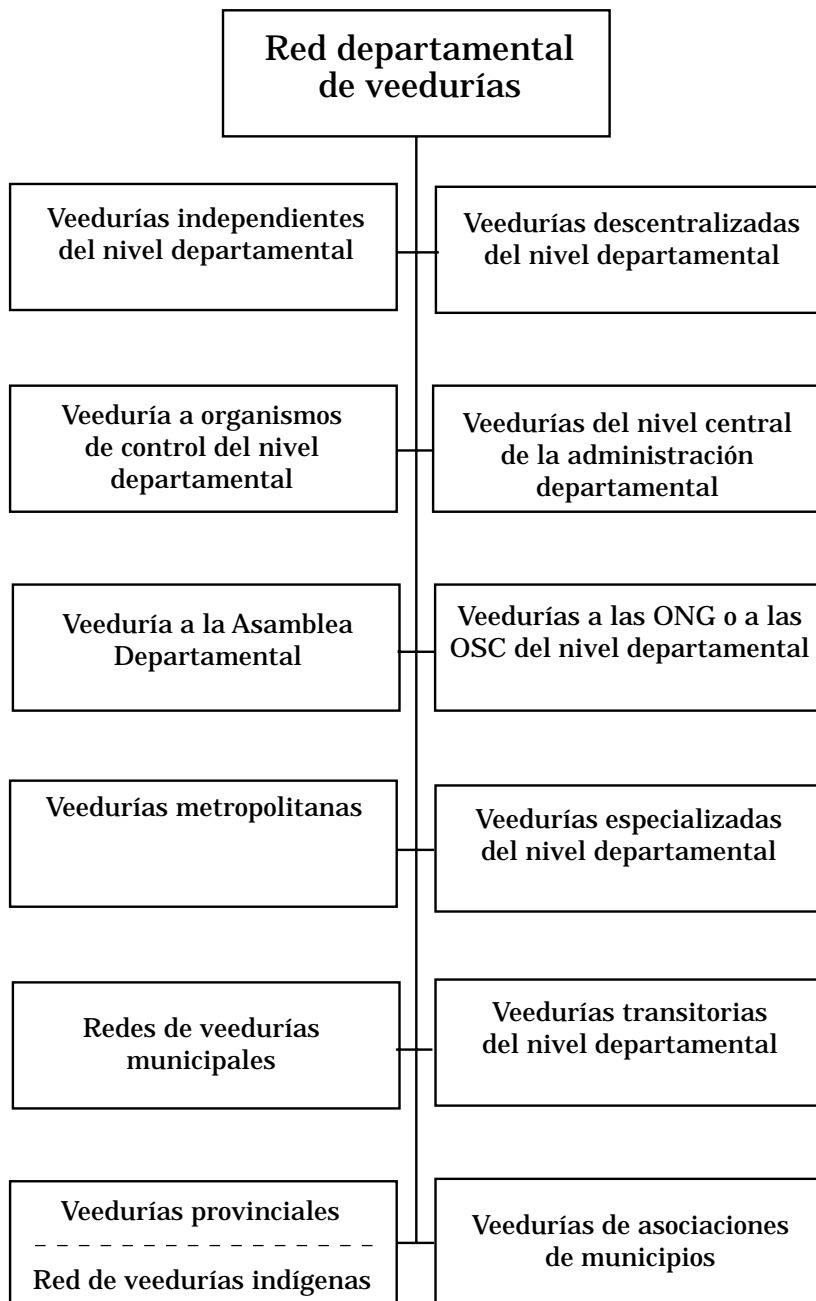 Red departamental
de veedurías
Veedurías independientes
del nivel departamental
Veedurías descentralizadas
del nivel departamental
Veeduría a organismos
de control del nivel
departamental
Veedurías del nivel central
de la administración
departamental
Veeduría a la Asamblea
Departamental
Veedurías a las ONG o a las
OSC del nivel departamental
Veedurías metropolitanas
Veedurías especializadas
del nivel departamental
Redes de veedurías
municipales
Veedurías transitorias
del nivel departamental
Veedurías provinciales
Red de veedurías indígenas
Veedurías de asociaciones
de municipios